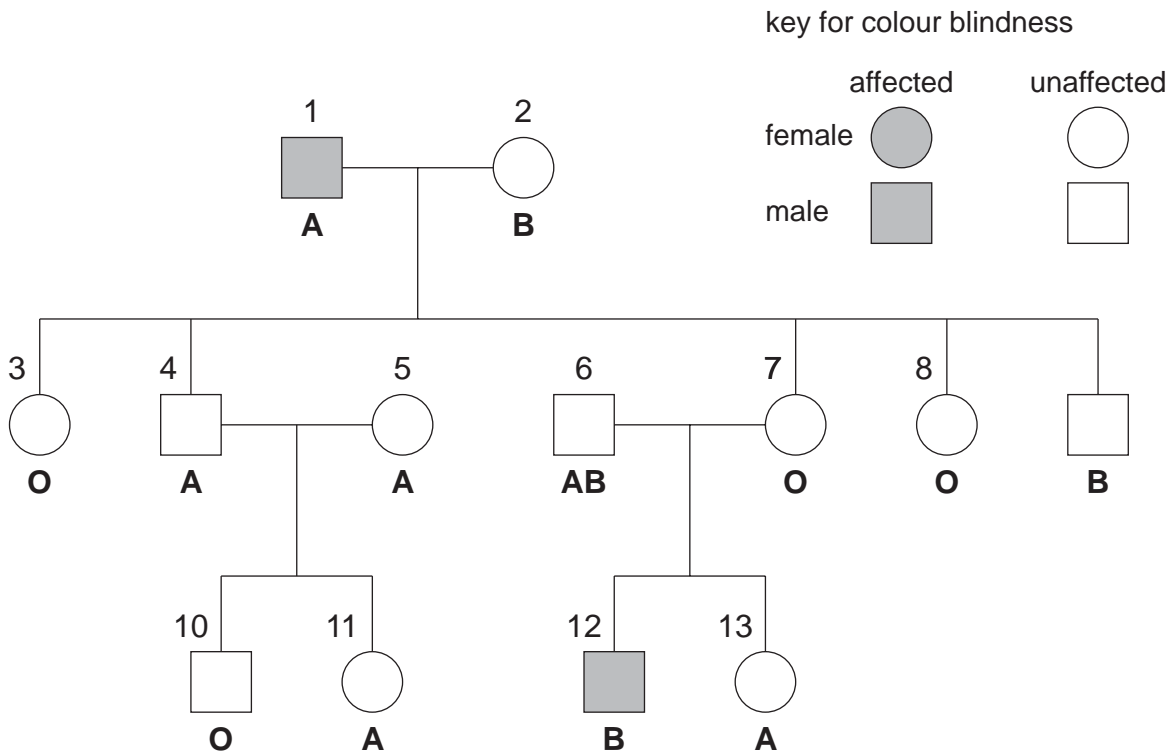 key for colour blindness
affected unaffected
female
male
1 2
A B
3 4 5 6 7 8
O A A AB O O B
10 11 12 13
O A B A